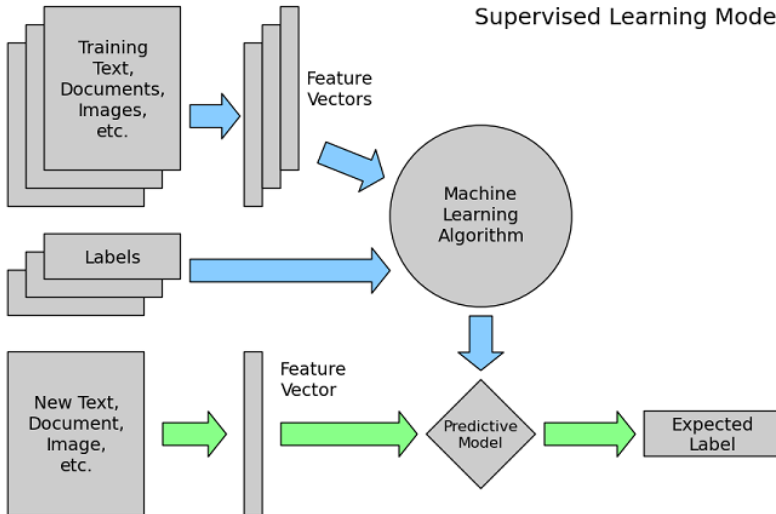 Supervised Learning Mode
Training
Text,
Documents,
Images,
etc.
Feature
Vectors
Machine
Learning
Algorithm
Labels
New Text,
Document,
Image,
etc.
Feature
Vector
Predictive
Model
Expected
Label